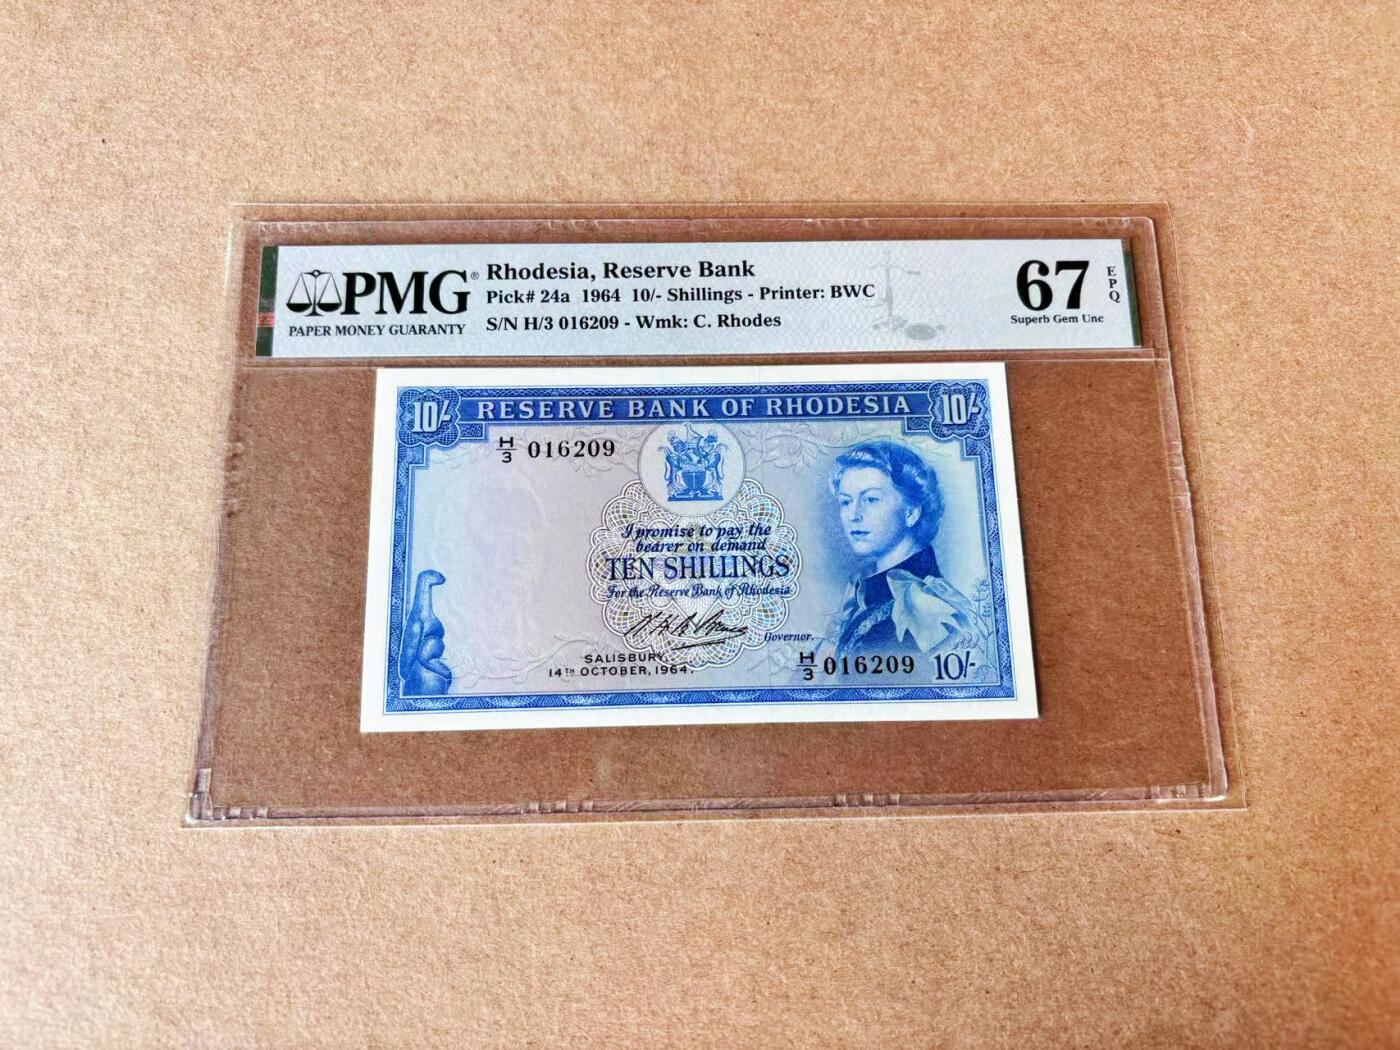 PMG®
PAPER MONEY GUARANTY
Rhodesia, Reserve Bank
Pick# 24a 1964 10/- Shillings - Printer: BWC
S/N H/3 016209 - Wmk: C. Rhodes
67
EPQ
Superb Gem Unc
10/- RESERVE BANK OF RHODESIA 10/-
H/3 016209
I promise to pay the
bearer on demand
TEN SHILLINGS
For the Reserve Bank of Rhodesia
Governor.
SALISBURY,
14TH OCTOBER, 1964.
H/3 016209 10/-